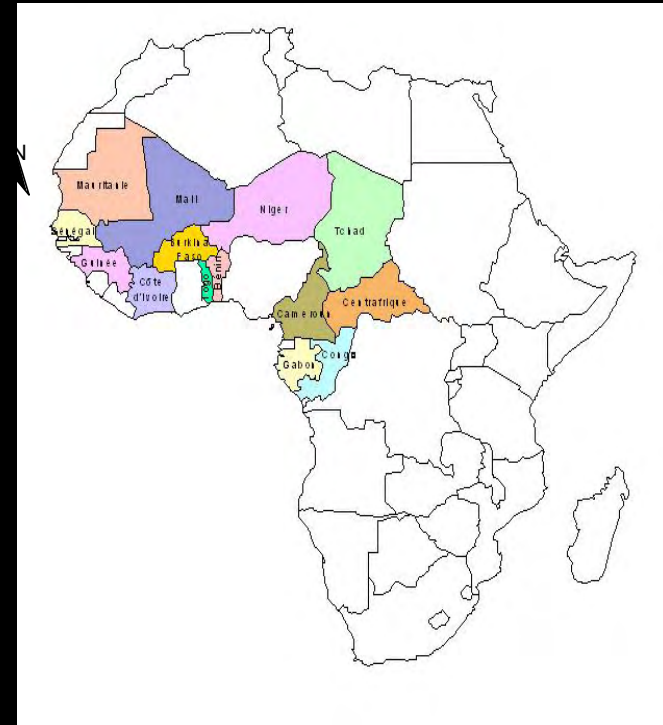 N
Mauritanie
Mali
Niger
Tchad
Sénégal
Burkina
Faso
Guinée
Côte
d'Ivoire
Togo
Bénin
Cameroun
Centrafrique
Gabon
Congo